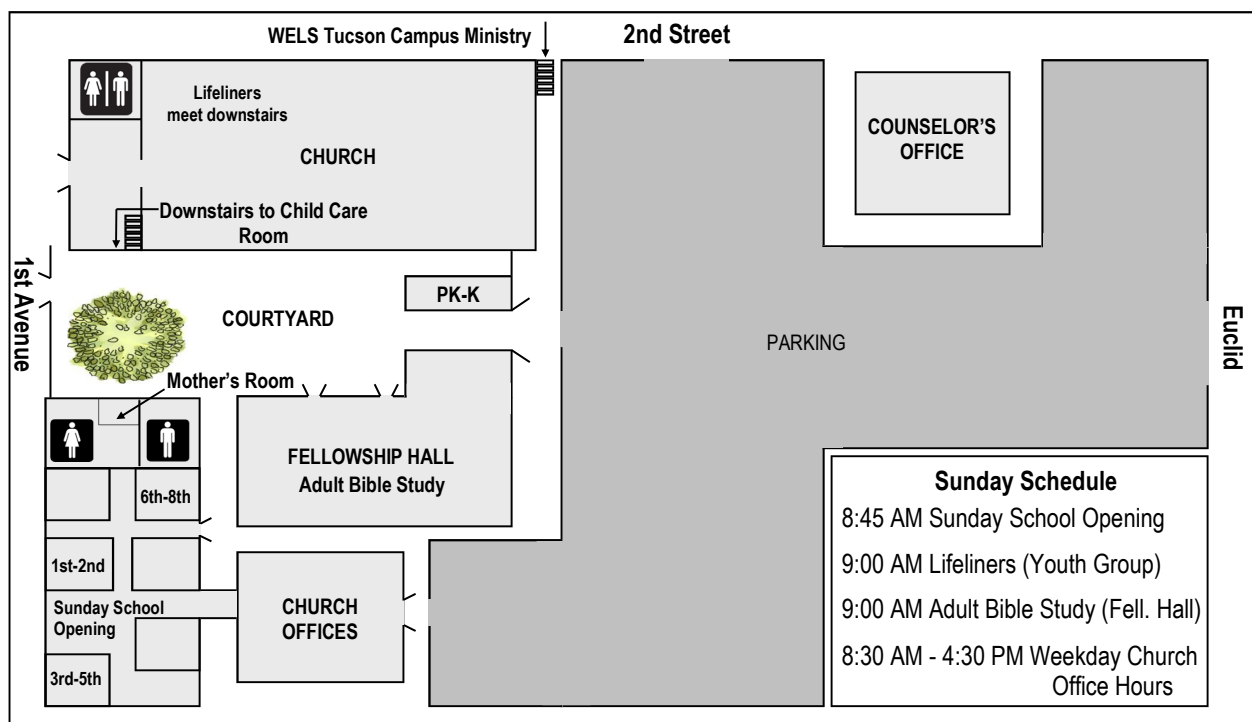 WELS Tucson Campus Ministry
2nd Street
Lifeliners
meet downstairs
CHURCH
COUNSELOR'S
OFFICE
Downstairs to Child Care
Room
1st Avenue
PK-K
COURTYARD
PARKING
Euclid
Mother's Room
FELLOWSHIP HALL
Adult Bible Study
6th-8th
1st-2nd
Sunday School
Opening
CHURCH
OFFICES
3rd-5th
Sunday Schedule
8:45 AM Sunday School Opening
9:00 AM Lifeliners (Youth Group)
9:00 AM Adult Bible Study (Fell. Hall)
8:30 AM - 4:30 PM Weekday Church
Office Hours